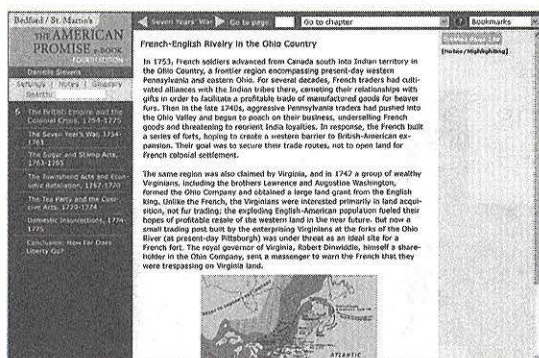 Bedford / St. Martin's
THE AMERICAN
PROMISE e-BOOK
FOURTH EDITION
Danielle Stevens
Settings | Notes | Glossary
Search:
6 The British Empire and the
Colonial Crisis, 1754-1775
The Seven Years' War, 1754-
1763
The Sugar and Stamp Acts,
1763-1765
The Townshend Acts and Econ-
omic Retaliation, 1767-1770
The Tea Party and the Coer-
cive Acts, 1770-1774
Domestic Insurrections, 1774-
1775
Conclusion: How Far Does
Liberty Go?
Seven Years' War
Go to page:
Go to chapter
Bookmarks
[Notes/Highlighting]
French-English Rivalry in the Ohio Country
In 1753, French soldiers advanced from Canada south into Indian territory in
the Ohio Country, a frontier region encompassing present-day western
Pennsylvania and eastern Ohio. For several decades, French traders had culti-
vated alliances with the Indian tribes there, cementing their relationships with
gifts in order to facilitate a profitable trade of manufactured goods for beaver
furs. Then in the late 1740s, aggressive Pennsylvania traders had pushed into
the Ohio Valley and begun to poach on their business, underselling French
goods and threatening to reorient India loyalties. In response, the French built
a series of forts, hoping to create a western barrier to British-American ex-
pansion. Their goal was to secure their trade routes, not to open land for
French colonial settlement.
The same region was also claimed by Virginia, and in 1747 a group of wealthy
Virginians, including the brothers Lawrence and Augustine Washington,
formed the Ohio Company and obtained a large land grant from the English
king. Unlike the French, the Virginians were interested primarily in land acqui-
sition, not fur trading; the exploding English-American population fueled their
hopes of profitable resale of the western land in the near future. But now a
small trading post built by the enterprising Virginians at the forks of the Ohio
River (at present-day Pittsburgh) was under threat as an ideal site for a
French fort. The royal governor of Virginia, Robert Dinwiddie, himself a share-
holder in the Ohio Company, sent a messenger to warn the French that they
were trespassing on Virginia land.
ATLANTIC